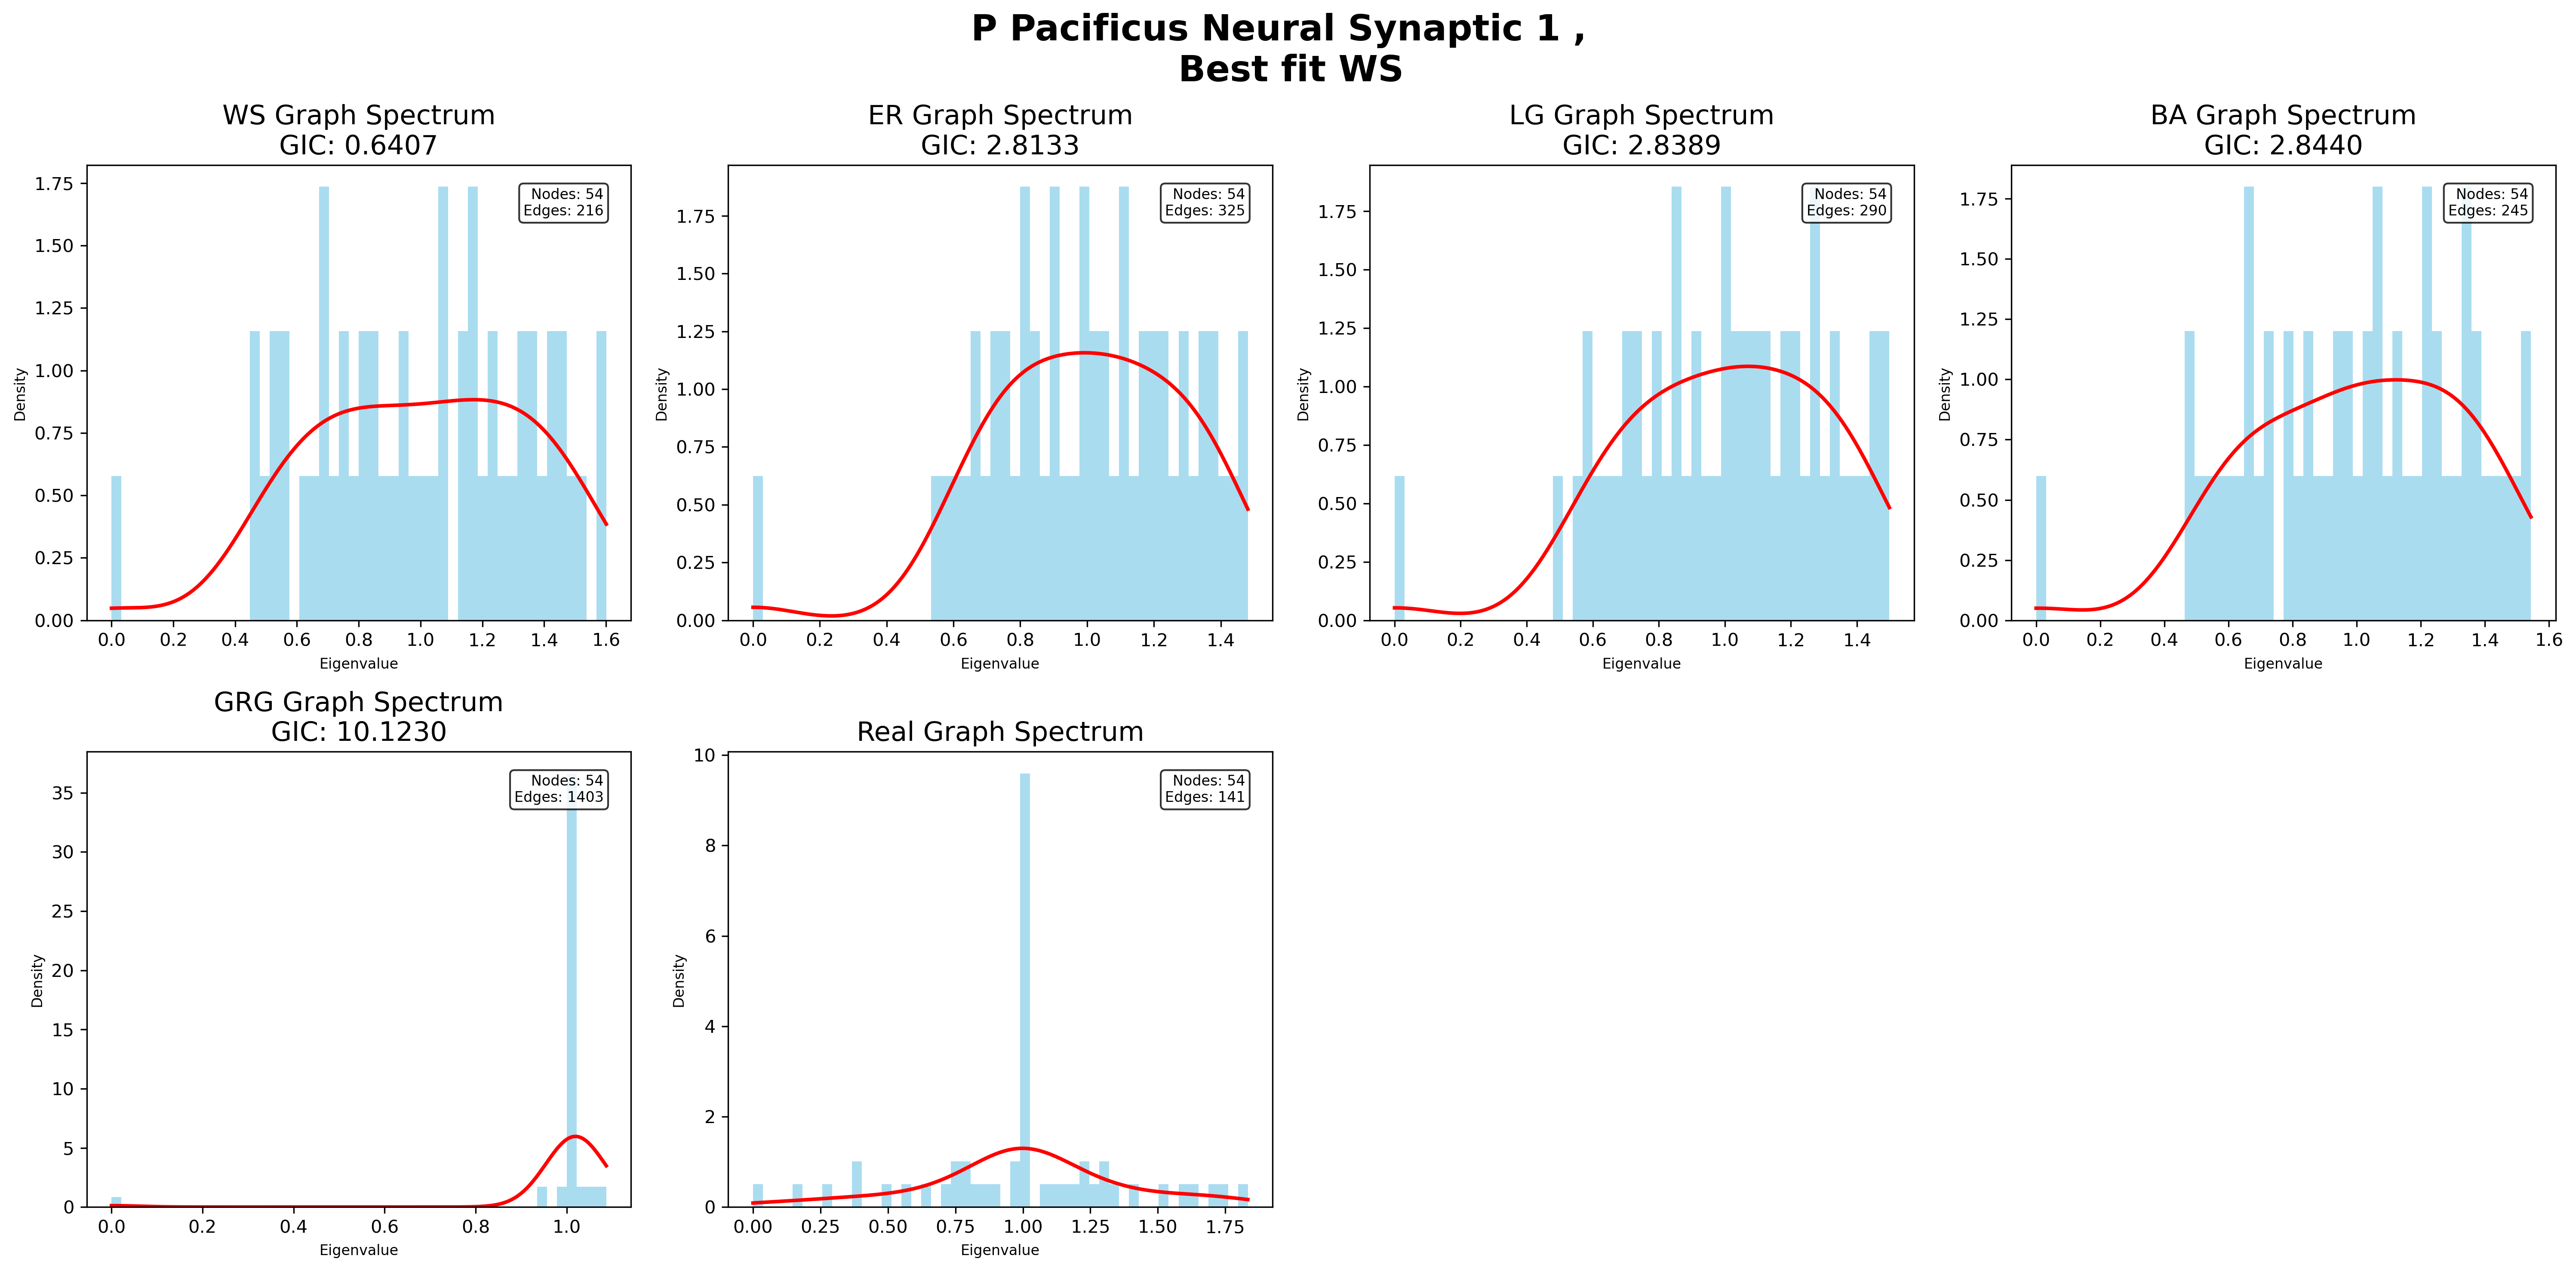 P Pacificus Neural Synaptic 1 ,
Best fit WS
WS Graph Spectrum
GIC: 0.6407
Nodes: 54
Edges: 216
Density
1.75
1.50
1.25
1.00
0.75
0.50
0.25
0.00
0.0 0.2 0.4 0.6 0.8 1.0 1.2 1.4 1.6
Eigenvalue
ER Graph Spectrum
GIC: 2.8133
Nodes: 54
Edges: 325
Density
1.75
1.50
1.25
1.00
0.75
0.50
0.25
0.00
0.0 0.2 0.4 0.6 0.8 1.0 1.2 1.4
Eigenvalue
LG Graph Spectrum
GIC: 2.8389
Nodes: 54
Edges: 290
Density
1.75
1.50
1.25
1.00
0.75
0.50
0.25
0.00
0.0 0.2 0.4 0.6 0.8 1.0 1.2 1.4
Eigenvalue
BA Graph Spectrum
GIC: 2.8440
Nodes: 54
Edges: 245
Density
1.75
1.50
1.25
1.00
0.75
0.50
0.25
0.00
0.0 0.2 0.4 0.6 0.8 1.0 1.2 1.4 1.6
Eigenvalue
GRG Graph Spectrum
GIC: 10.1230
Nodes: 54
Edges: 1403
Density
35
30
25
20
15
10
5
0
0.0 0.2 0.4 0.6 0.8 1.0
Eigenvalue
Real Graph Spectrum
Nodes: 54
Edges: 141
Density
10
8
6
4
2
0
0.00 0.25 0.50 0.75 1.00 1.25 1.50 1.75
Eigenvalue